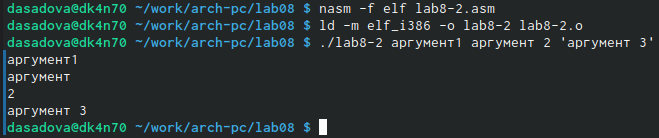 dasadova@dk4n70 ~/work/arch-pc/lab08 $ nasm -f elf lab8-2.asm
dasadova@dk4n70 ~/work/arch-pc/lab08 $ ld -m elf_i386 -o lab8-2 lab8-2.o
dasadova@dk4n70 ~/work/arch-pc/lab08 $ ./lab8-2 аргумент1 аргумент 2 'аргумент 3'
аргумент1
аргумент
2
аргумент 3
dasadova@dk4n70 ~/work/arch-pc/lab08 $